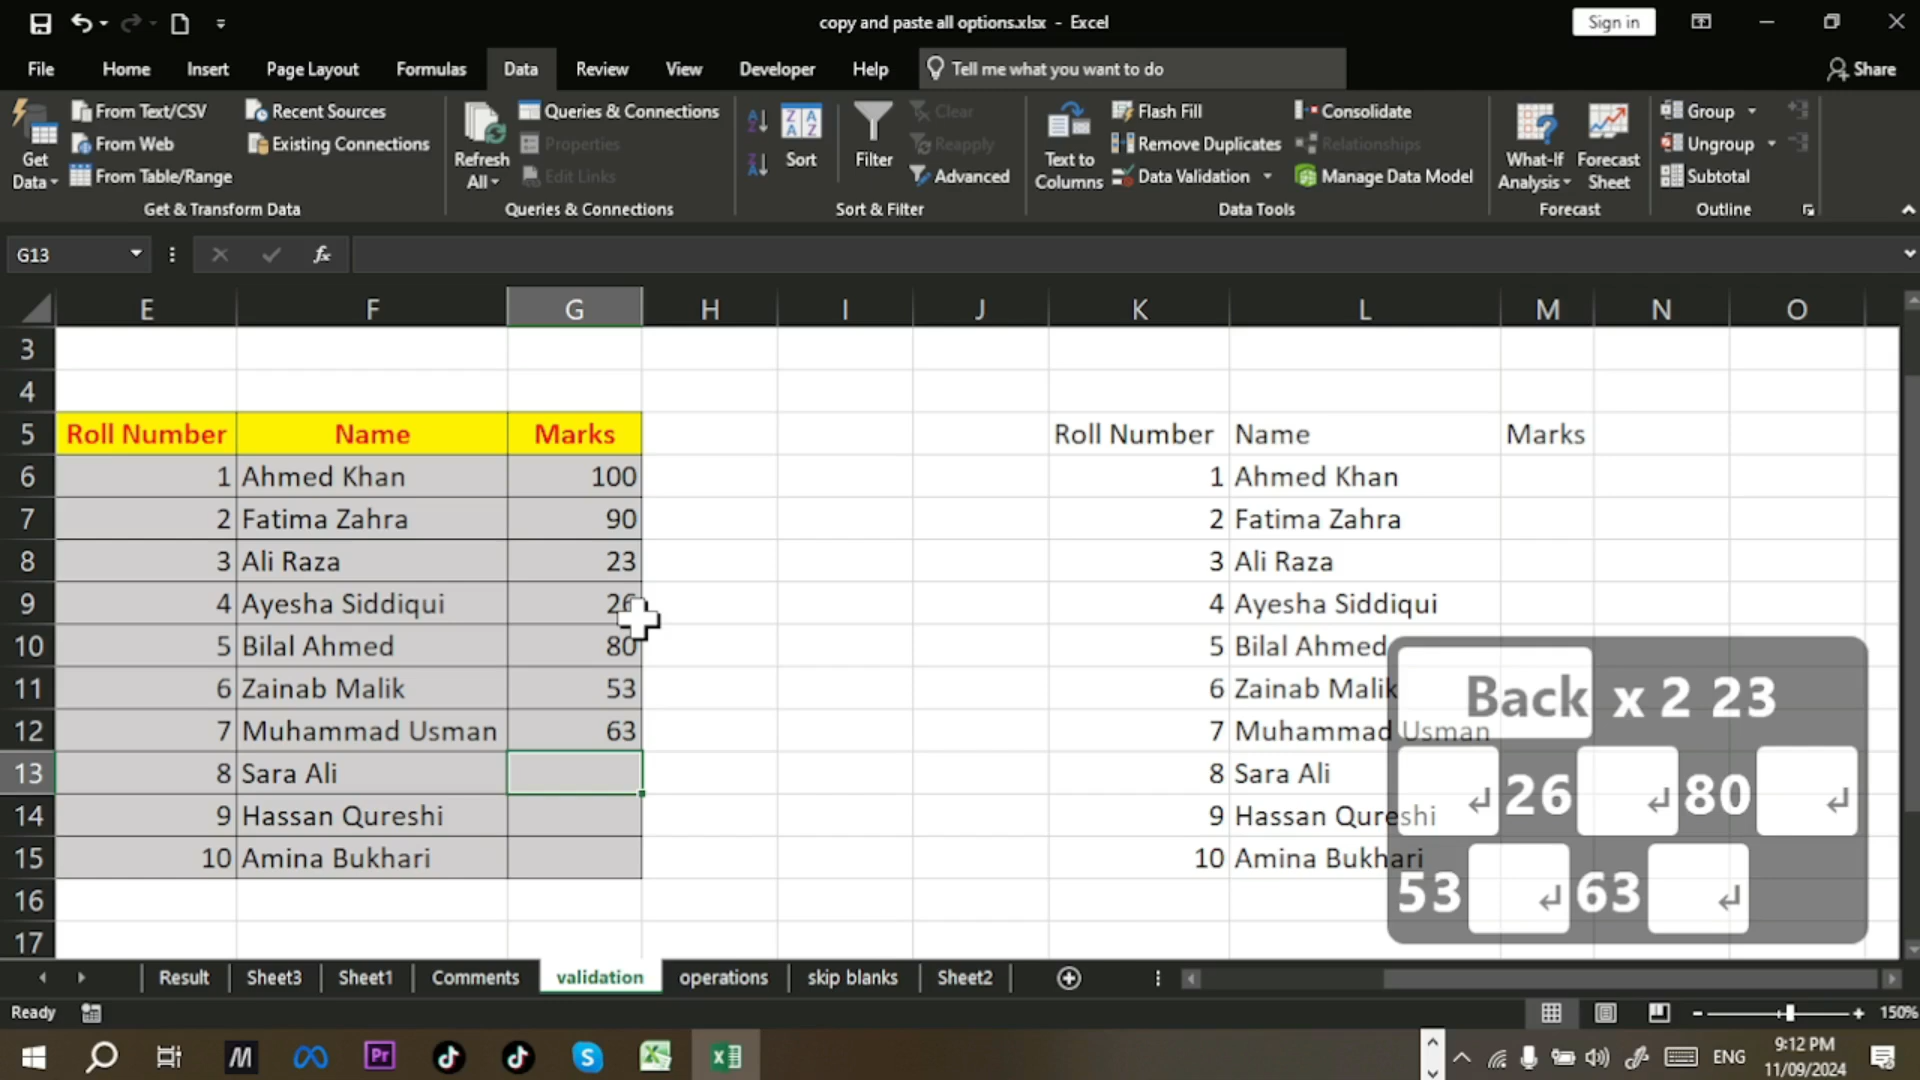 copy and paste all options.xlsx - Excel
Sign in
File Home Insert Page Layout Formulas Data Review View Developer Help Tell me what you want to do Share
Get Data
From Text/CSV
From Web
From Table/Range
Recent Sources
Existing Connections
Get & Transform Data
Refresh All
Queries & Connections
Properties
Edit Links
Queries & Connections
Sort
Filter
Clear
Reapply
Advanced
Sort & Filter
Text to Columns
Flash Fill
Remove Duplicates
Data Validation
Consolidate
Relationships
Manage Data Model
Data Tools
What-If Analysis
Forecast Sheet
Forecast
Group
Ungroup
Subtotal
Outline
G13 fx
E F G H I J K L M N O
3
4
5 Roll Number Name Marks Roll Number Name Marks
6 1 Ahmed Khan 100 1 Ahmed Khan
7 2 Fatima Zahra 90 2 Fatima Zahra
8 3 Ali Raza 23 3 Ali Raza
9 4 Ayesha Siddiqui 26 4 Ayesha Siddiqui
10 5 Bilal Ahmed 80 5 Bilal Ahmed
11 6 Zainab Malik 53 6 Zainab Malik
12 7 Muhammad Usman 63 7 Muhammad Usman
13 8 Sara Ali 8 Sara Ali
14 9 Hassan Qureshi 9 Hassan Qureshi
15 10 Amina Bukhari 10 Amina Bukhari
16
17
Back x 2 23
↵ 26 ↵ 80 ↵
53 ↵ 63 ↵
Result Sheet3 Sheet1 Comments validation operations skip blanks Sheet2
Ready 150%
ENG 9:12 PM
11/09/2024